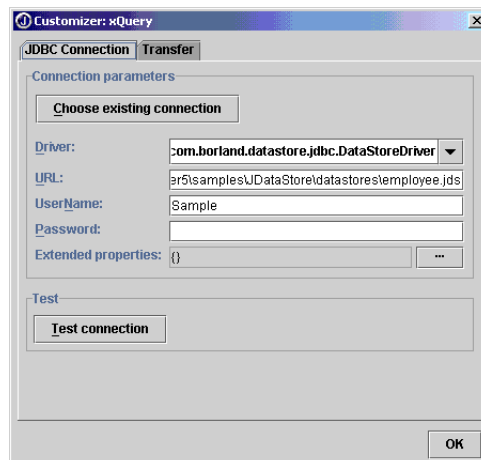 Customizer: xQuery
JDBC Connection Transfer
Connection parameters
Choose existing connection
Driver: com.borland.datastore.jdbc.DataStoreDriver
URL: er5\samples\JDataStore\datastores\employee.jds
UserName: Sample
Password:
Extended properties: {} ...
Test
Test connection
OK